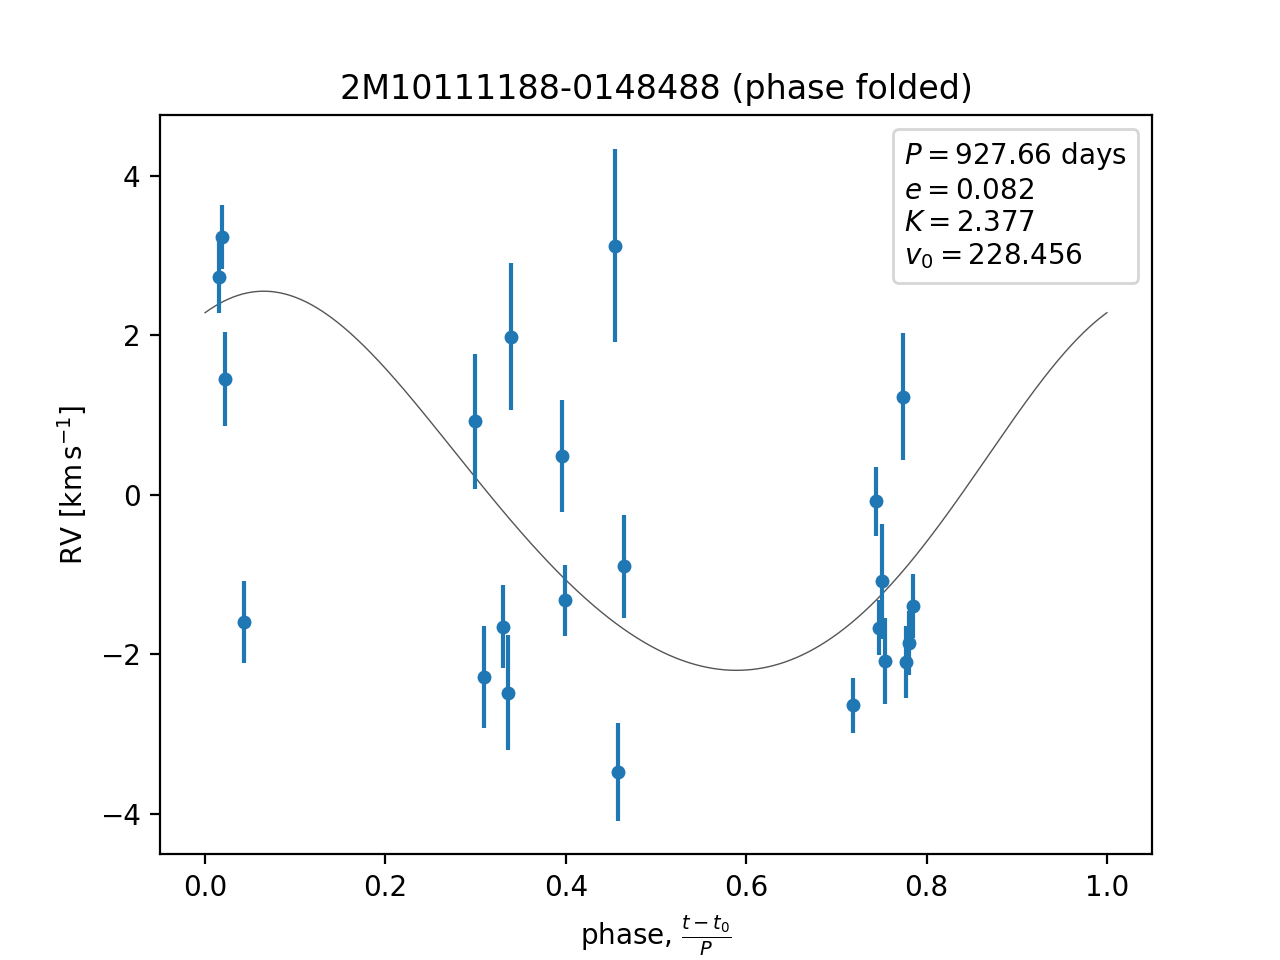 2M10111188-0148488 (phase folded)
P = 927.66 days
e = 0.082
K = 2.377
v₀ = 228.456
4
2
0
−2
−4
RV [km s⁻¹]
0.0 0.2 0.4 0.6 0.8 1.0
phase, (t − t₀)/P